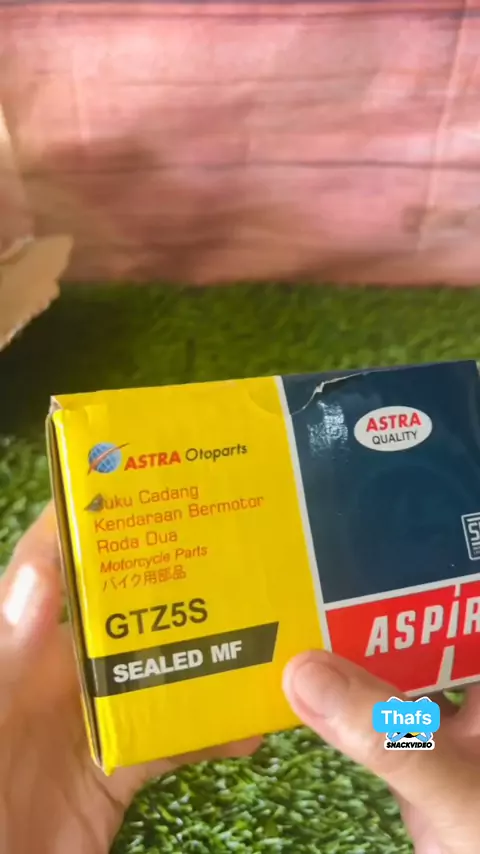 ASTRA Otoparts
Suku Cadang
Kendaraan Bermotor
Roda Dua
Motorcycle Parts
バイク用部品
GTZ5S
SEALED MF
ASTRA
QUALITY
ASPIR
Thafs
SNACKVIDEO